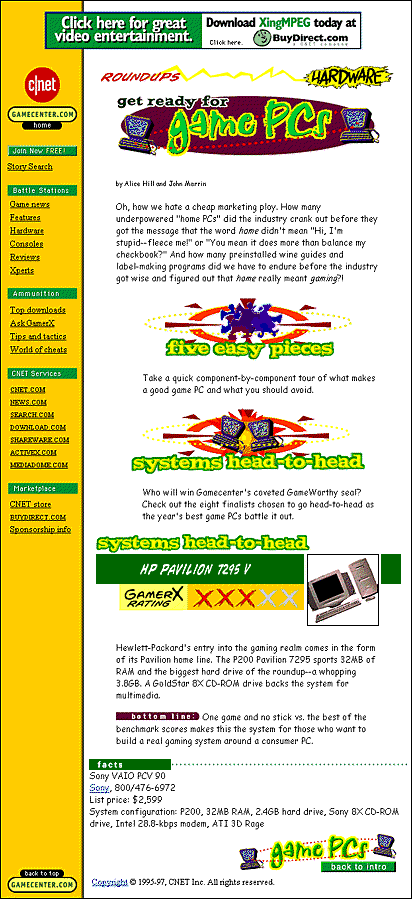 Click here for great
video entertainment.
Download XingMPEG today at
Click here.
BuyDirect.com
A CNET COMPANY
c|net
GAMECENTER.COM
home
ROUNDUPS
HARDWARE
get ready for
game PCs
Join Now FREE!
Story Search
Battle Stations
Game news
Features
Hardware
Consoles
Reviews
Xperts
Ammunition
Top downloads
Ask GamerX
Tips and tactics
World of cheats
CNET Services
CNET.COM
NEWS.COM
SEARCH.COM
DOWNLOAD.COM
SHAREWARE.COM
ACTIVEX.COM
MEDIADOME.COM
Marketplace
CNET store
BUYDIRECT.COM
Sponsorship info
by Alice Hill and John Morrin
Oh, how we hate a cheap marketing ploy. How many
underpowered "home PCs" did the industry crank out before they
got the message that the word home didn't mean "Hi, I'm
stupid--fleece me!" or "You mean it does more than balance my
checkbook?" And how many preinstalled wine guides and
label-making programs did we have to endure before the industry
got wise and figured out that home really meant gaming?!
five easy pieces
Take a quick component-by-component tour of what makes
a good game PC and what you should avoid.
systems head-to-head
Who will win Gamecenter's coveted GameWorthy seal?
Check out the eight finalists chosen to go head-to-head as
the year's best game PCs battle it out.
systems head-to-head
HP PAVILION 7295 V
GAMERX
RATING
XXXXX
Hewlett-Packard's entry into the gaming realm comes in the form
of its Pavilion home line. The P200 Pavilion 7295 sports 32MB of
RAM and the biggest hard drive of the roundup--a whopping
3.8GB. A GoldStar 8X CD-ROM drive backs the system for
multimedia.
bottom line: One game and no stick vs. the best of the
benchmark scores makes this the system for those who want to
build a real gaming system around a consumer PC.
facts
Sony VAIO PCV 90
Sony, 800/476-6972
List price: $2,599
System configuration: P200, 32MB RAM, 2.4GB hard drive, Sony 8X CD-ROM
drive, Intel 28.8-kbps modem, ATI 3D Rage
game PCs
back to intro
back to top
GAMECENTER.COM
Copyright © 1995-97, CNET Inc. All rights reserved.